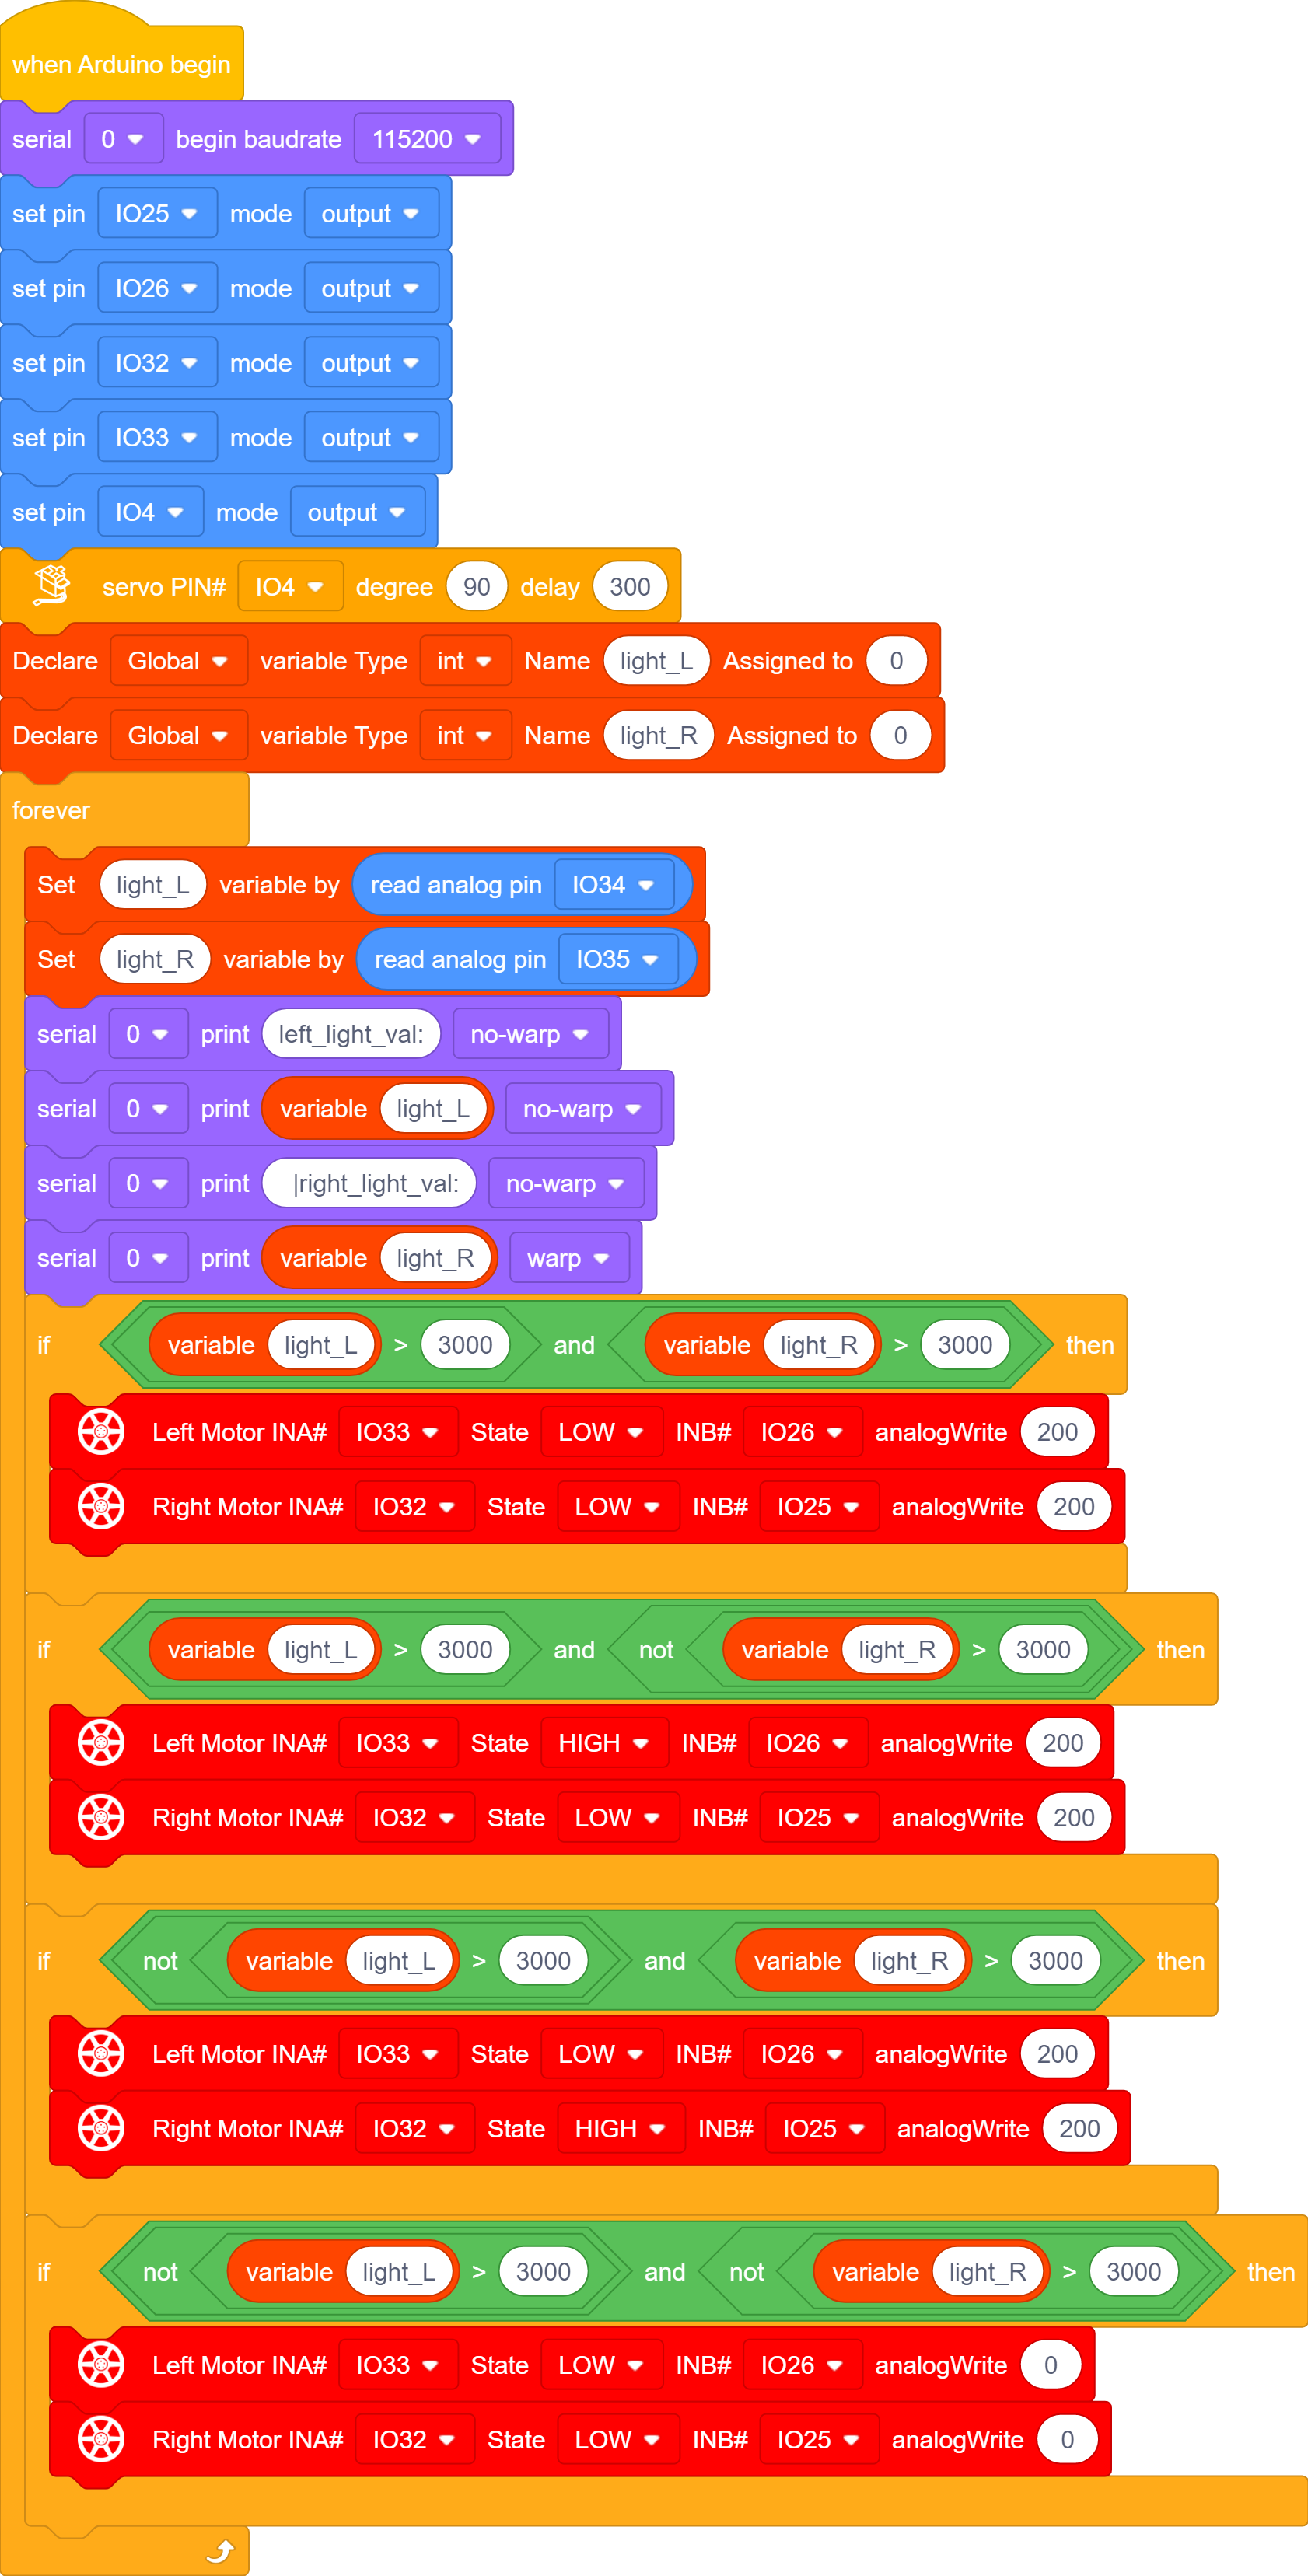 when Arduino begin
serial 0 begin baudrate 115200
set pin IO25 mode output
set pin IO26 mode output
set pin IO32 mode output
set pin IO33 mode output
set pin IO4 mode output
servo PIN# IO4 degree 90 delay 300
Declare Global variable Type int Name light_L Assigned to 0
Declare Global variable Type int Name light_R Assigned to 0
forever
Set light_L variable by read analog pin IO34
Set light_R variable by read analog pin IO35
serial 0 print left_light_val: no-warp
serial 0 print variable light_L no-warp
serial 0 print |right_light_val: no-warp
serial 0 print variable light_R warp
if variable light_L > 3000 and variable light_R > 3000 then
Left Motor INA# IO33 State LOW INB# IO26 analogWrite 200
Right Motor INA# IO32 State LOW INB# IO25 analogWrite 200
if variable light_L > 3000 and not variable light_R > 3000 then
Left Motor INA# IO33 State HIGH INB# IO26 analogWrite 200
Right Motor INA# IO32 State LOW INB# IO25 analogWrite 200
if not variable light_L > 3000 and variable light_R > 3000 then
Left Motor INA# IO33 State LOW INB# IO26 analogWrite 200
Right Motor INA# IO32 State HIGH INB# IO25 analogWrite 200
if not variable light_L > 3000 and not variable light_R > 3000 then
Left Motor INA# IO33 State LOW INB# IO26 analogWrite 0
Right Motor INA# IO32 State LOW INB# IO25 analogWrite 0